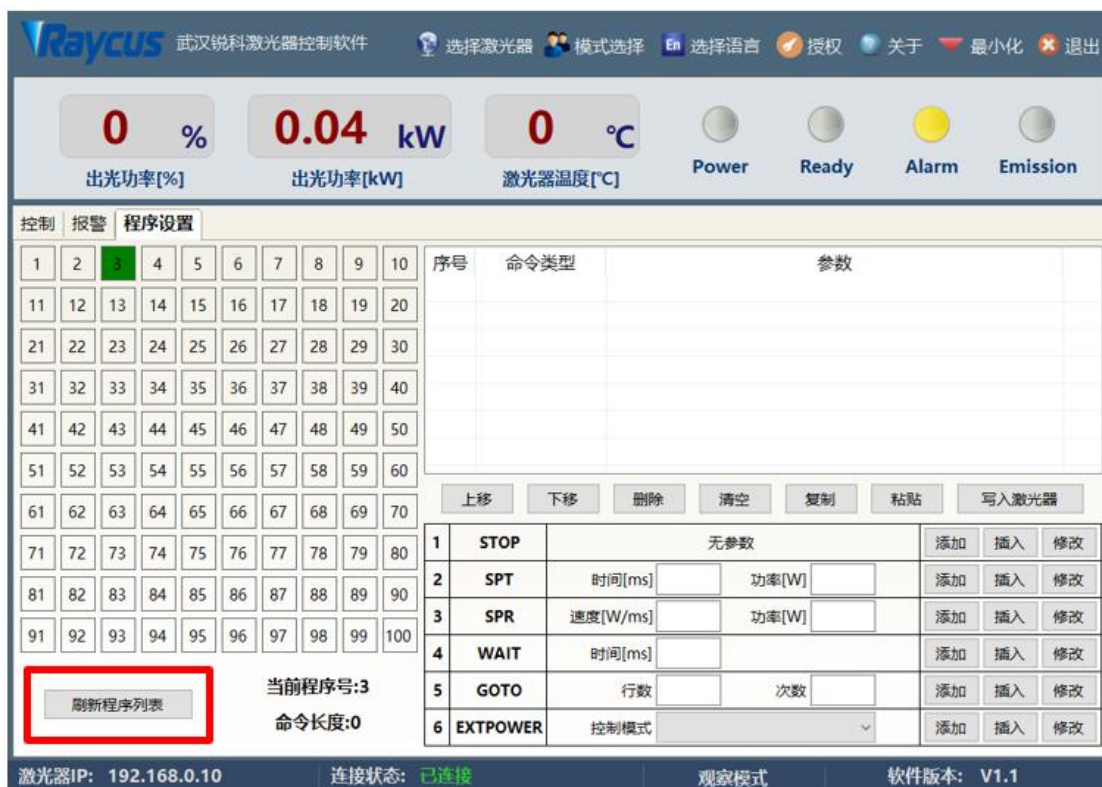 Raycus 武汉锐科激光器控制软件 选择激光器 模式选择 En 选择语言 授权 关于 最小化 退出
0 % 0.04 kW 0 ℃
出光功率[%] 出光功率[kW] 激光器温度[℃] Power Ready Alarm Emission
控制 报警 程序设置
1 2 3 4 5 6 7 8 9 10 序号 命令类型 参数
11 12 13 14 15 16 17 18 19 20
21 22 23 24 25 26 27 28 29 30
31 32 33 34 35 36 37 38 39 40
41 42 43 44 45 46 47 48 49 50
51 52 53 54 55 56 57 58 59 60
61 62 63 64 65 66 67 68 69 70
71 72 73 74 75 76 77 78 79 80
81 82 83 84 85 86 87 88 89 90
91 92 93 94 95 96 97 98 99 100
上移 下移 删除 清空 复制 粘贴 写入激光器
1 STOP 无参数 添加 插入 修改
2 SPT 时间[ms] 功率[W] 添加 插入 修改
3 SPR 速度[W/ms] 功率[W] 添加 插入 修改
4 WAIT 时间[ms] 添加 插入 修改
5 GOTO 行数 次数 添加 插入 修改
6 EXTPOWER 控制模式 添加 插入 修改
刷新程序列表
当前程序号:3
命令长度:0
激光器IP: 192.168.0.10 连接状态: 已连接 观察模式 软件版本: V1.1